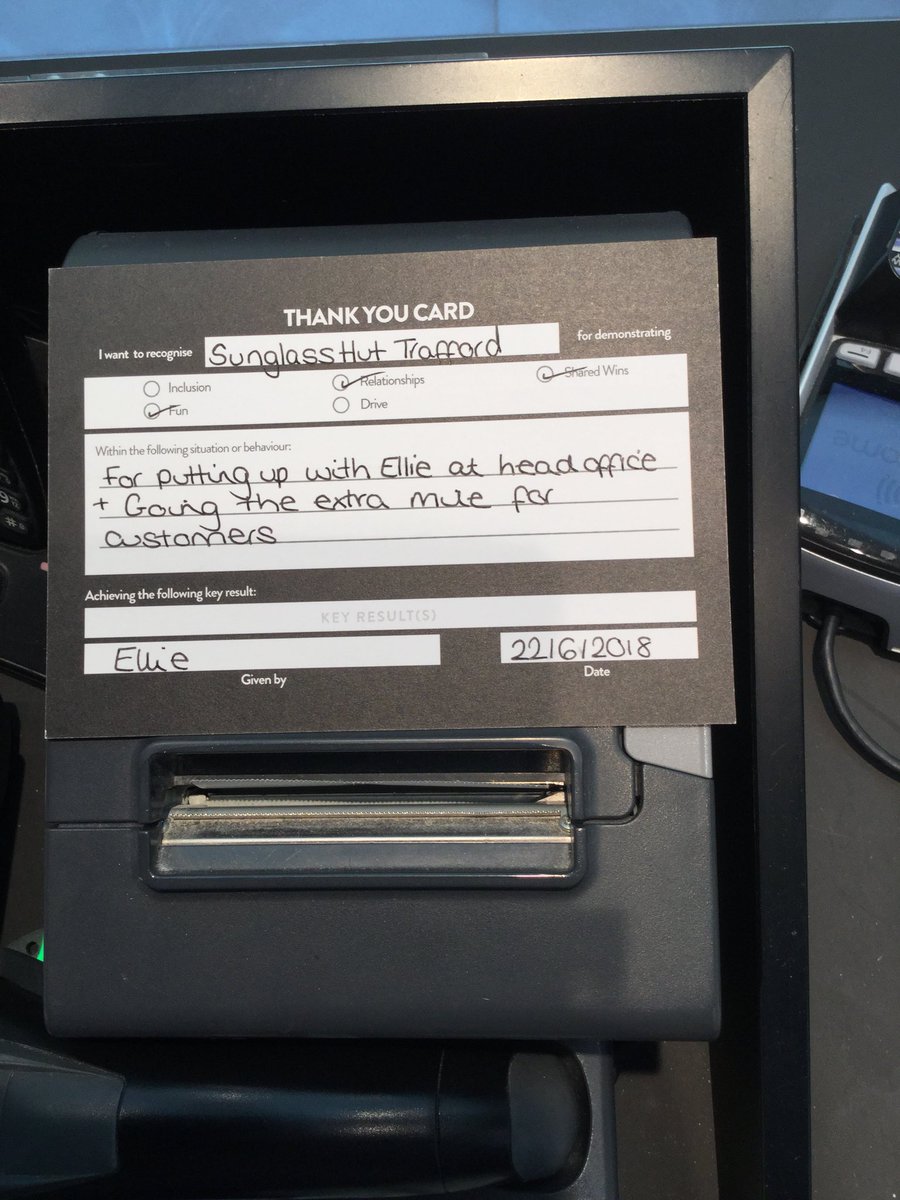 THANK YOU CARD
I want to recognise Sunglass Hut Trafford for demonstrating
Inclusion Relationships Shared Wins
Fun Drive
Within the following situation or behaviour:
For putting up with Ellie at head office
+ Going the extra mile for
customers
Achieving the following key result:
KEY RESULT(S)
Ellie 22/6/2018
Given by Date